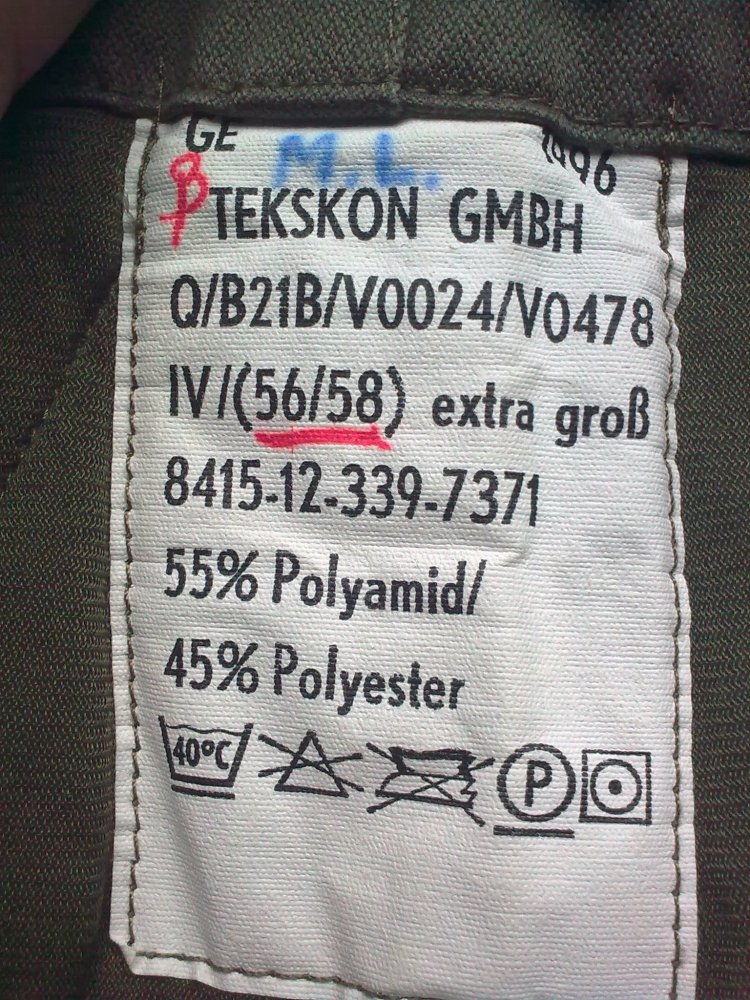 GE M.L. 1996
TEKSKON GMBH
Q/B21B/V0024/V0478
IV/(56/58) extra groß
8415-12-339-7371
55% Polyamid/
45% Polyester
40°C P